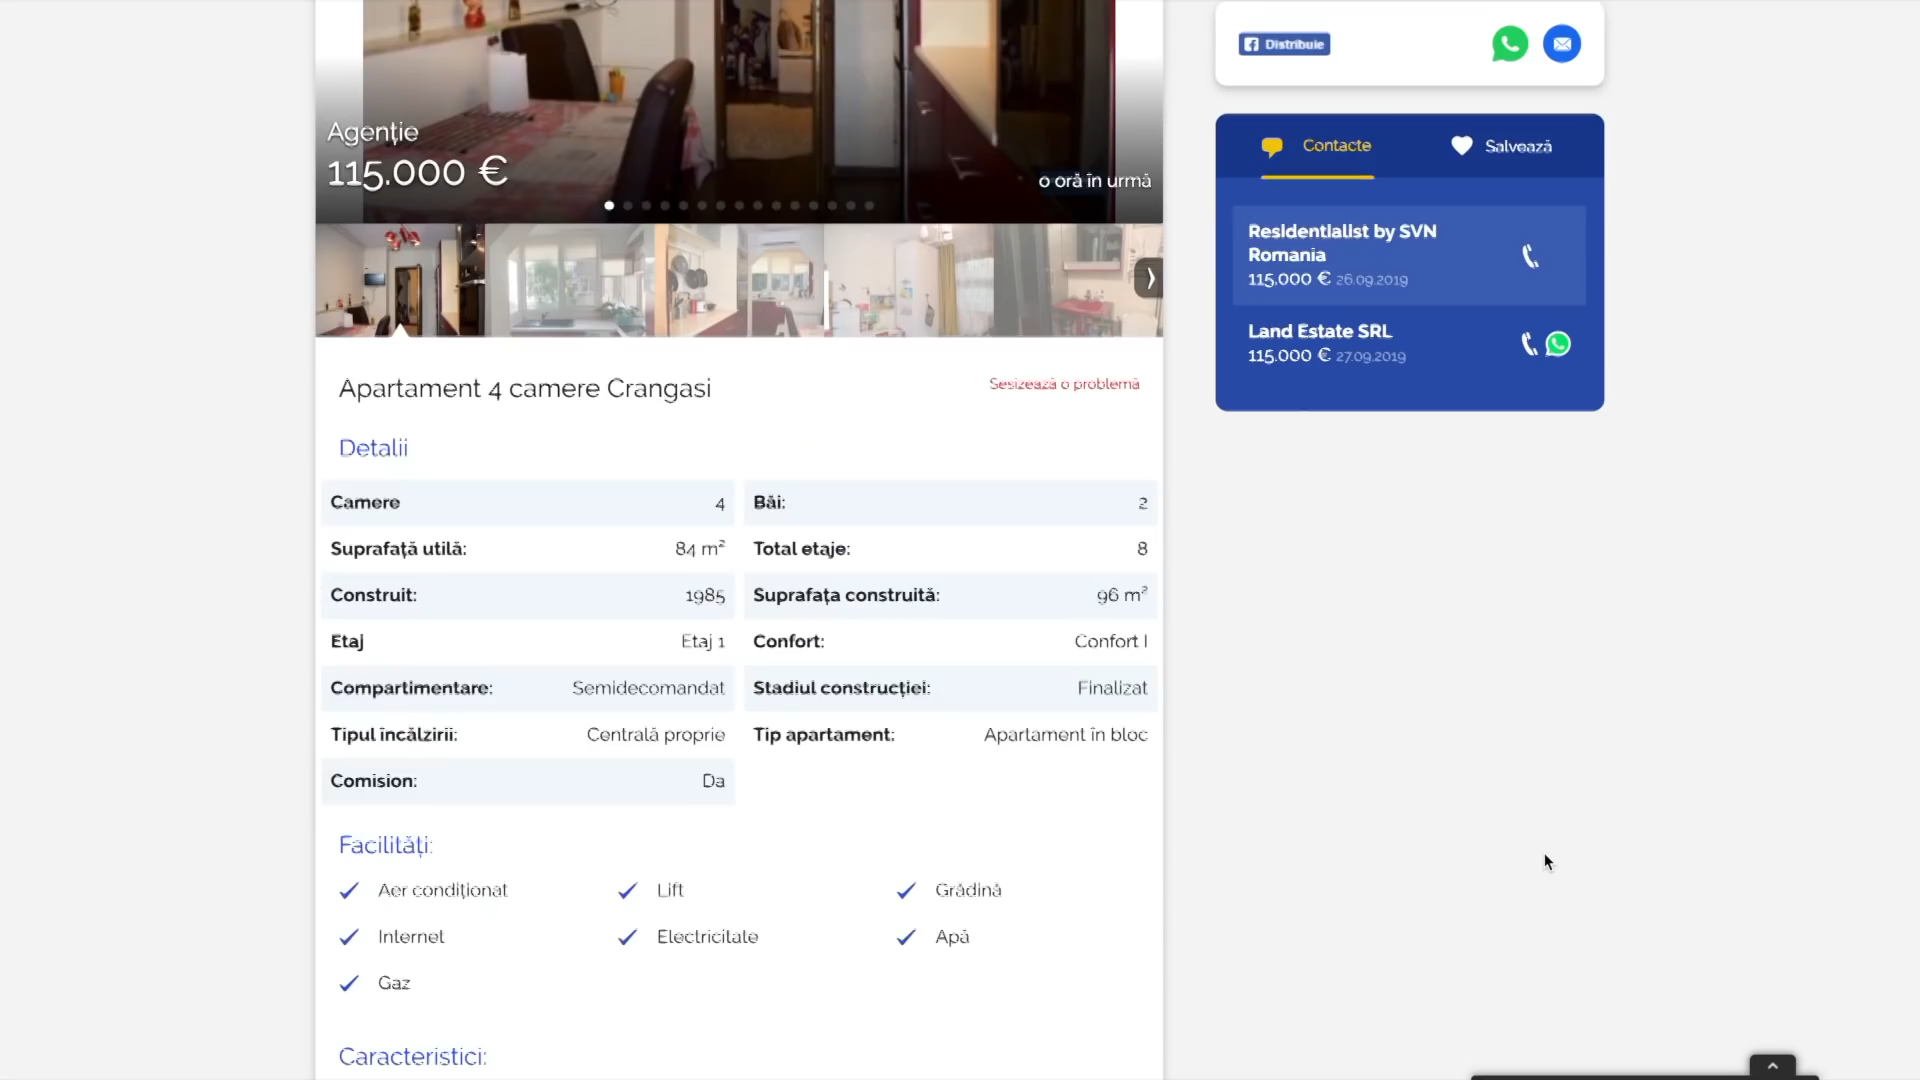 Distribuie
Agenție
115.000 €
o oră în urmă
Contacte
Salvează
Residentialist by SVN
Romania
115.000 € 26.09.2019
Land Estate SRL
115.000 € 27.09.2019
Apartament 4 camere Crangasi
Sesizează o problemă
Detalii
Camere 4
Băi: 2
Suprafață utilă: 84 m²
Total etaje: 8
Construit: 1985
Suprafața construită: 96 m²
Etaj Etaj 1
Confort: Confort I
Compartimentare: Semidecomandat
Stadiul construcției: Finalizat
Tipul încălzirii: Centrală proprie
Tip apartament: Apartament în bloc
Comision: Da
Facilități:
Aer condiționat
Lift
Grădină
Internet
Electricitate
Apă
Gaz
Caracteristici: